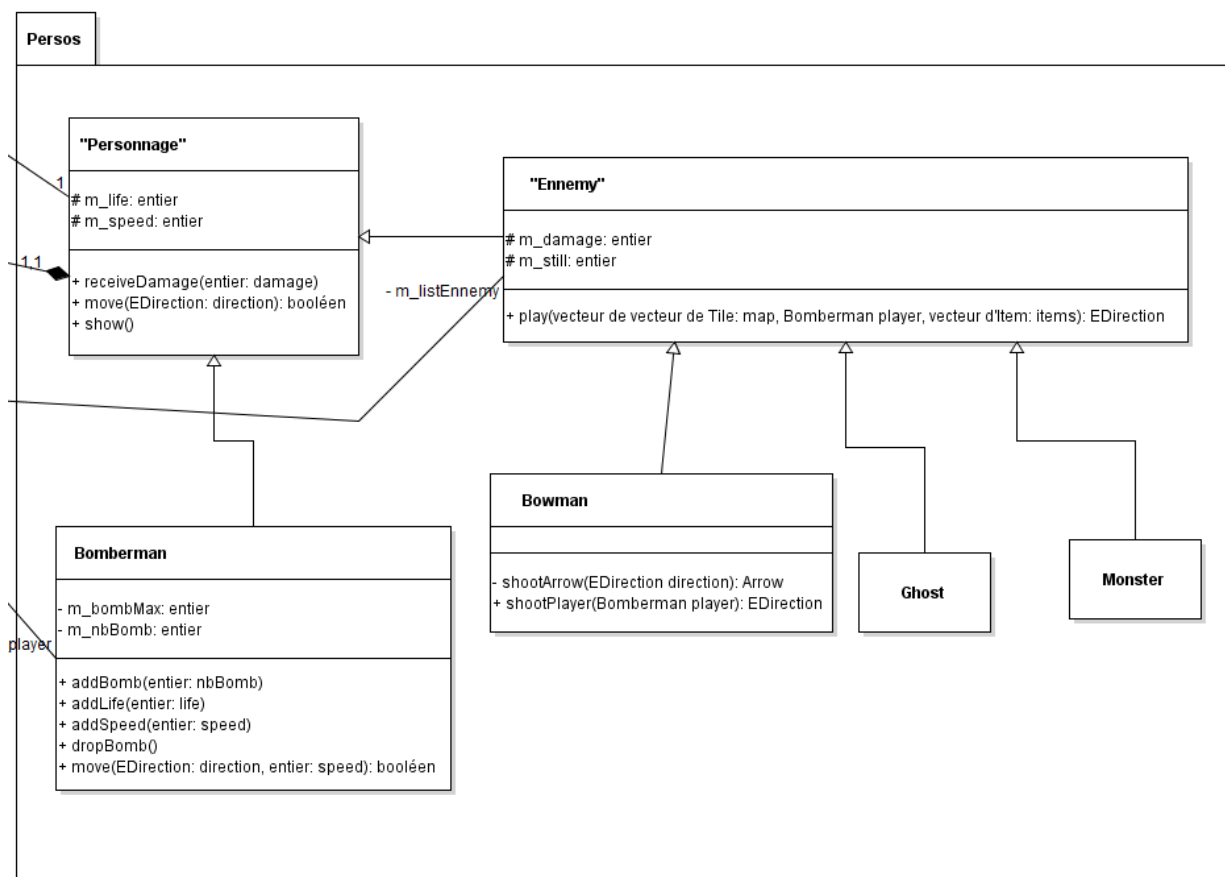 Persos
"Personnage"
1
# m_life: entier
# m_speed: entier
1,1
+ receiveDamage(entier: damage)
+ move(EDirection: direction): booléen
+ show()
"Ennemy"
# m_damage: entier
# m_still: entier
- m_listEnnemy
+ play(vecteur de vecteur de Tile: map, Bomberman player, vecteur d'Item: items): EDirection
Bomberman
- m_bombMax: entier
- m_nbBomb: entier
player
+ addBomb(entier: nbBomb)
+ addLife(entier: life)
+ addSpeed(entier: speed)
+ dropBomb()
+ move(EDirection: direction, entier: speed): booléen
Bowman
- shootArrow(EDirection direction): Arrow
+ shootPlayer(Bomberman player): EDirection
Ghost
Monster